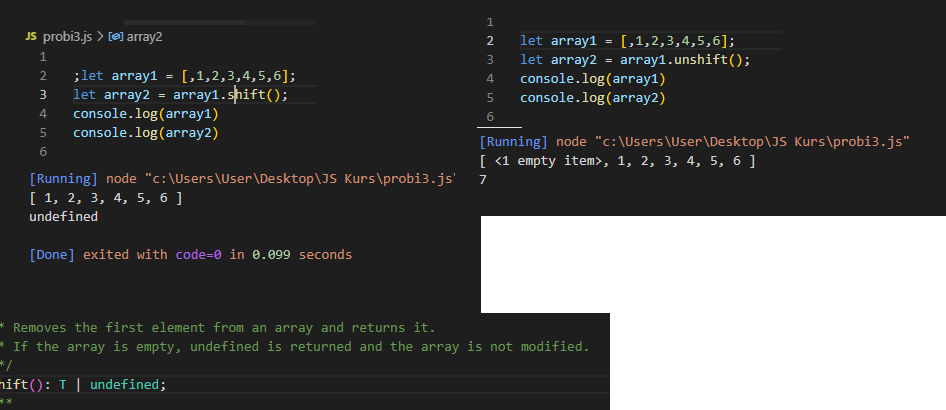 JS probi3.js > array2
1
2 ;let array1 = [,1,2,3,4,5,6];
3 let array2 = array1.shift();
4 console.log(array1)
5 console.log(array2)
6
[Running] node "c:\Users\User\Desktop\JS Kurs\probi3.js"
[ 1, 2, 3, 4, 5, 6 ]
undefined
[Done] exited with code=0 in 0.099 seconds
1
2 let array1 = [,1,2,3,4,5,6];
3 let array2 = array1.unshift();
4 console.log(array1)
5 console.log(array2)
6
[Running] node "c:\Users\User\Desktop\JS Kurs\probi3.js"
[ <1 empty item>, 1, 2, 3, 4, 5, 6 ]
7
* Removes the first element from an array and returns it.
* If the array is empty, undefined is returned and the array is not modified.
*/
hift(): T | undefined;
**